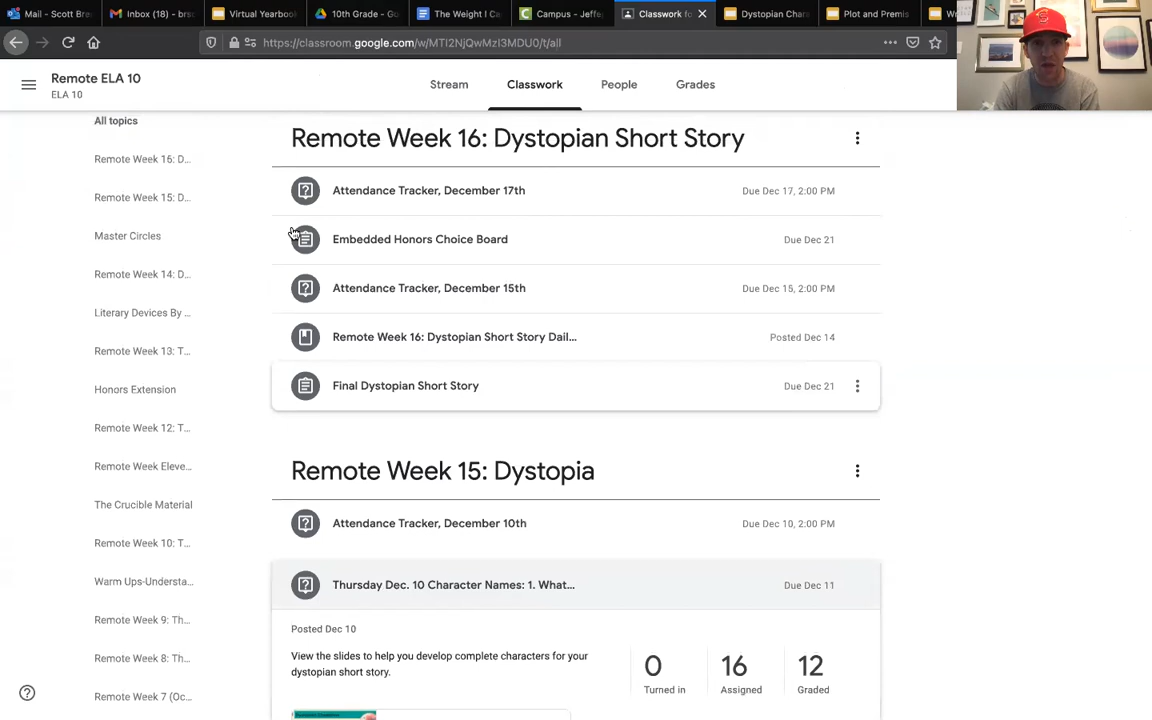 Mail - Scott Bra
Inbox (18) - brsc
Virtual Yearbook
10th Grade - Go
The Weight I Ca
Campus - Jeffe
Classwork fo
Dystopian Chara
Plot and Premis
https://classroom.google.com/w/MTI2NjQwMzI3MDU0/t/all
Remote ELA 10
ELA 10
Stream
Classwork
People
Grades
All topics
Remote Week 16: D...
Remote Week 15: D...
Master Circles
Remote Week 14: D...
Literary Devices By ...
Remote Week 13: T...
Honors Extension
Remote Week 12: T...
Remote Week Eleve...
The Crucible Material
Remote Week 10: T...
Warm Ups-Understa...
Remote Week 9: Th...
Remote Week 8: Th...
Remote Week 7 (Oc...
Remote Week 16: Dystopian Short Story
Attendance Tracker, December 17th
Due Dec 17, 2:00 PM
Embedded Honors Choice Board
Due Dec 21
Attendance Tracker, December 15th
Due Dec 15, 2:00 PM
Remote Week 16: Dystopian Short Story Dail...
Posted Dec 14
Final Dystopian Short Story
Due Dec 21
Remote Week 15: Dystopia
Attendance Tracker, December 10th
Due Dec 10, 2:00 PM
Thursday Dec. 10 Character Names: 1. What...
Due Dec 11
Posted Dec 10
View the slides to help you develop complete characters for your
dystopian short story.
0
Turned in
16
Assigned
12
Graded